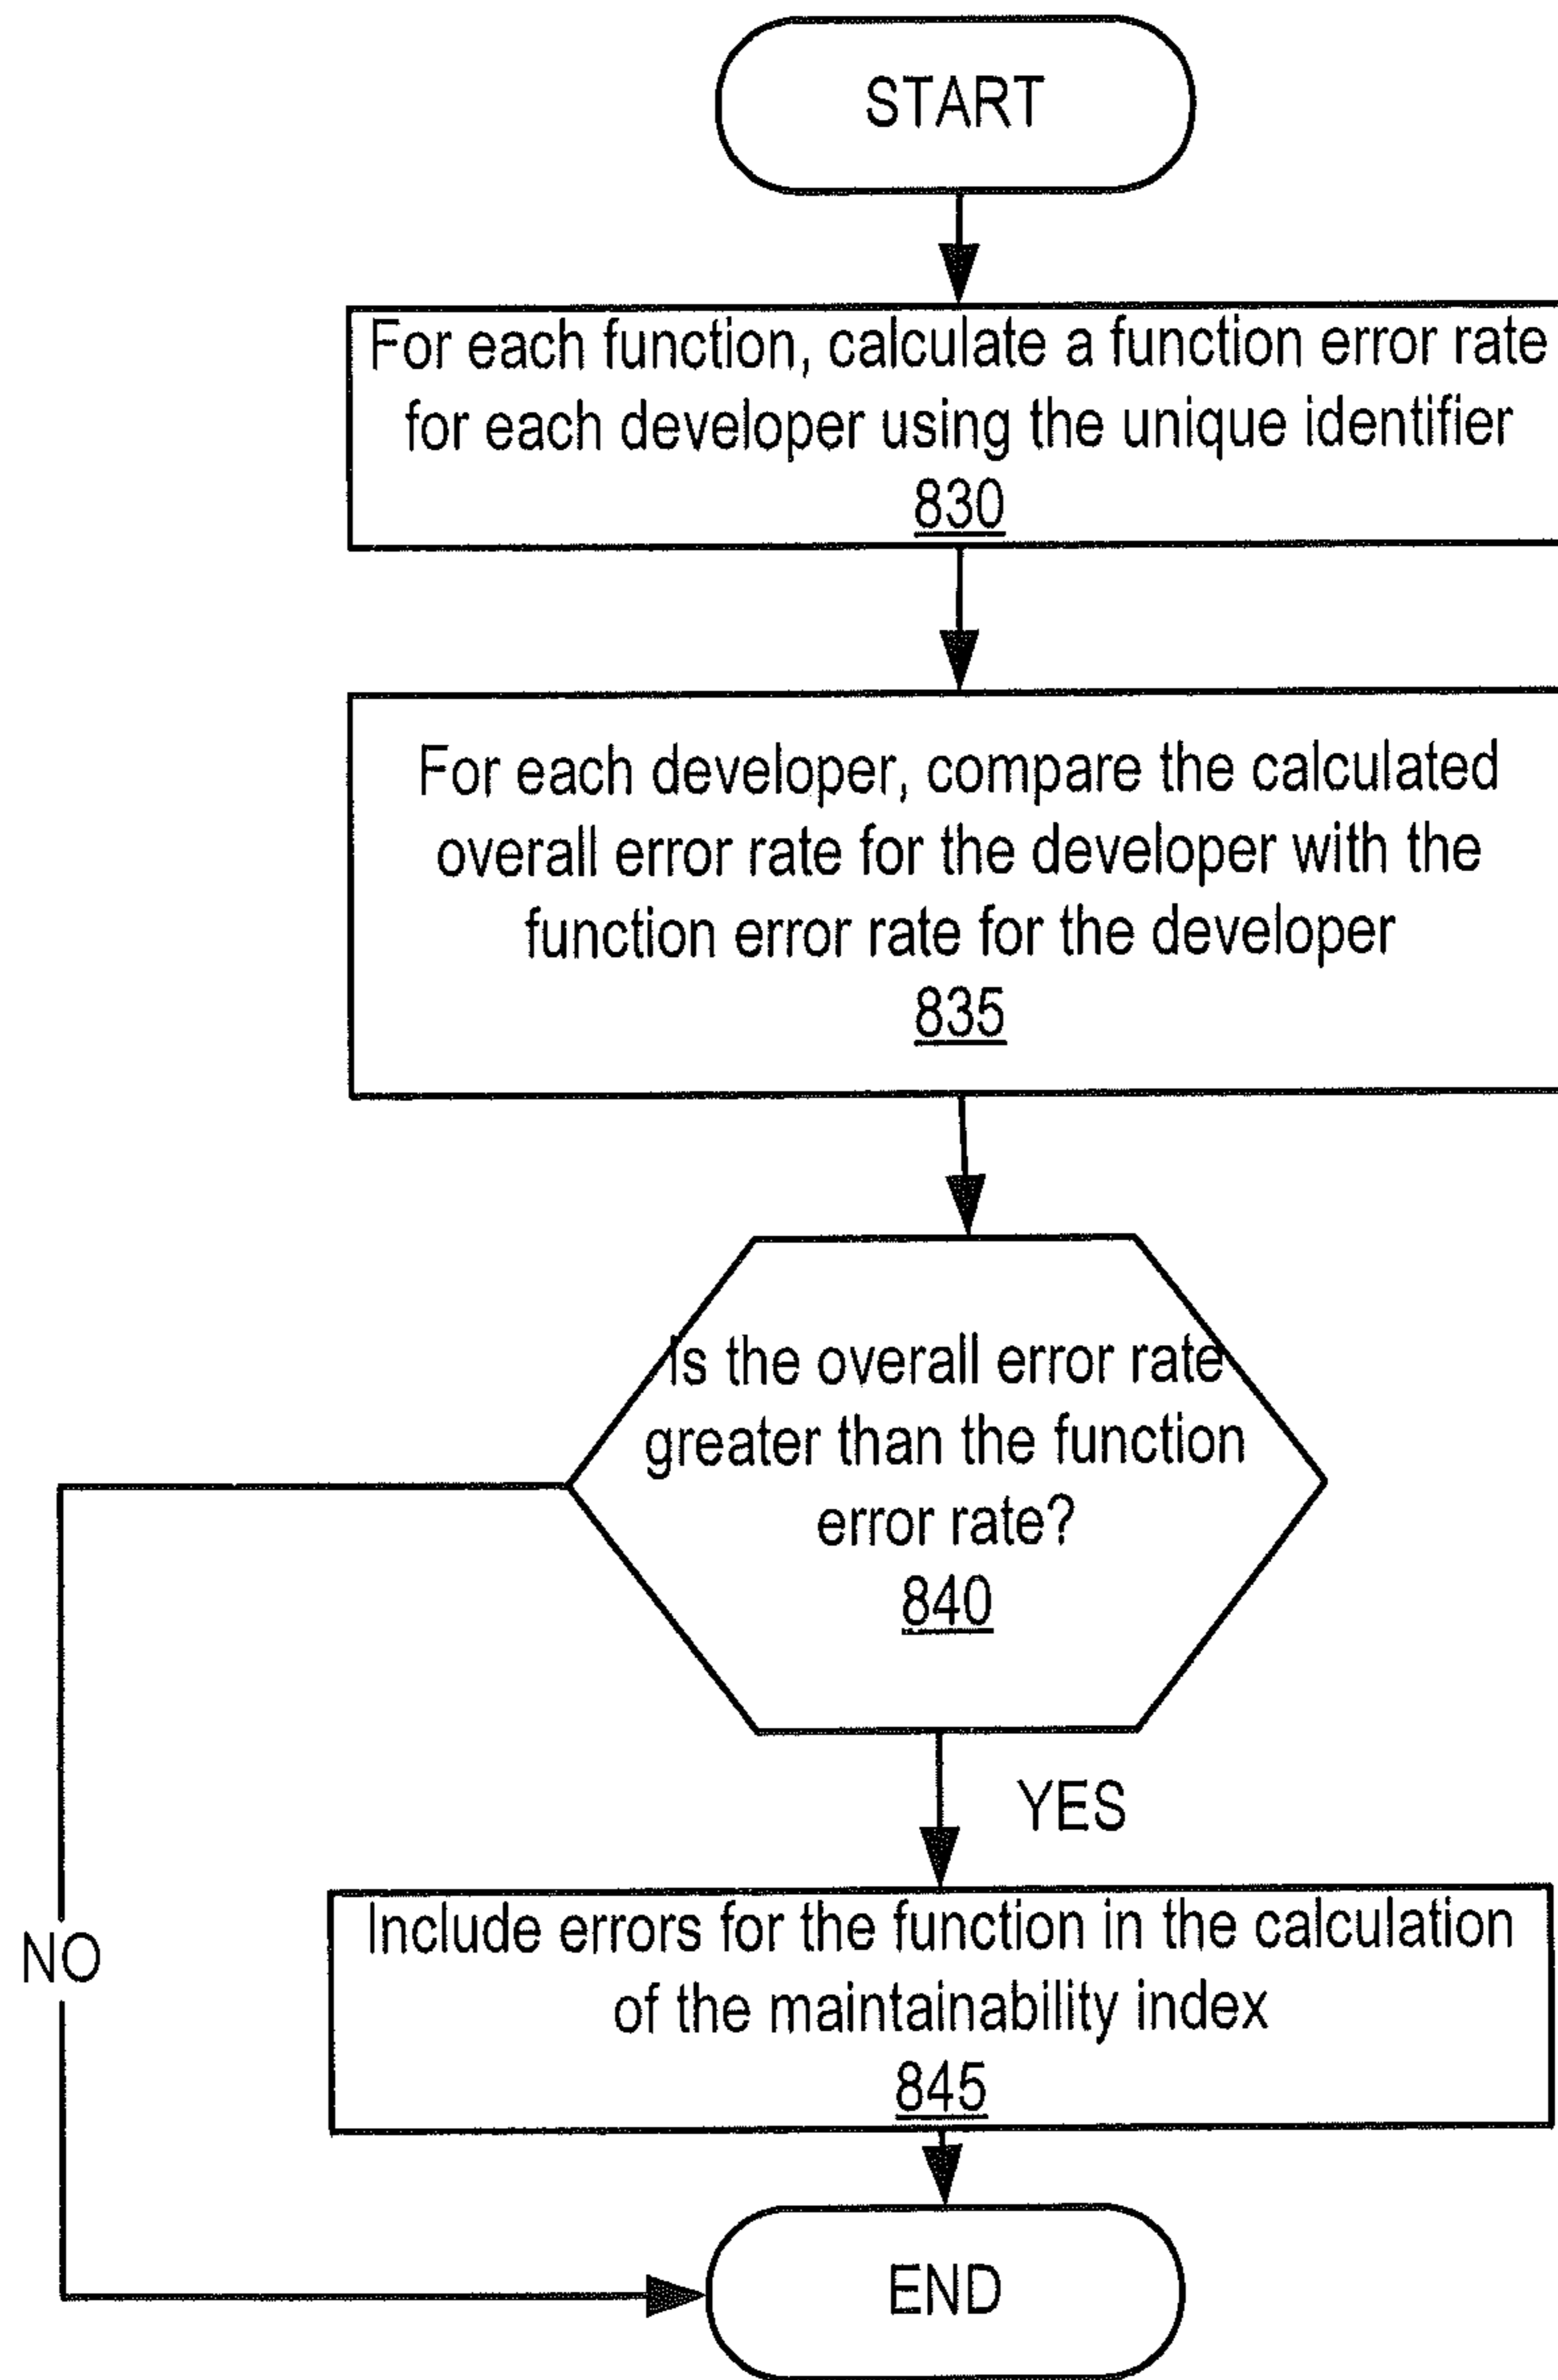 START
For each function, calculate a function error rate
for each developer using the unique identifier
830
For each developer, compare the calculated
overall error rate for the developer with the
function error rate for the developer
835
Is the overall error rate
greater than the function
error rate?
840
YES
NO
Include errors for the function in the calculation
of the maintainability index
845
END